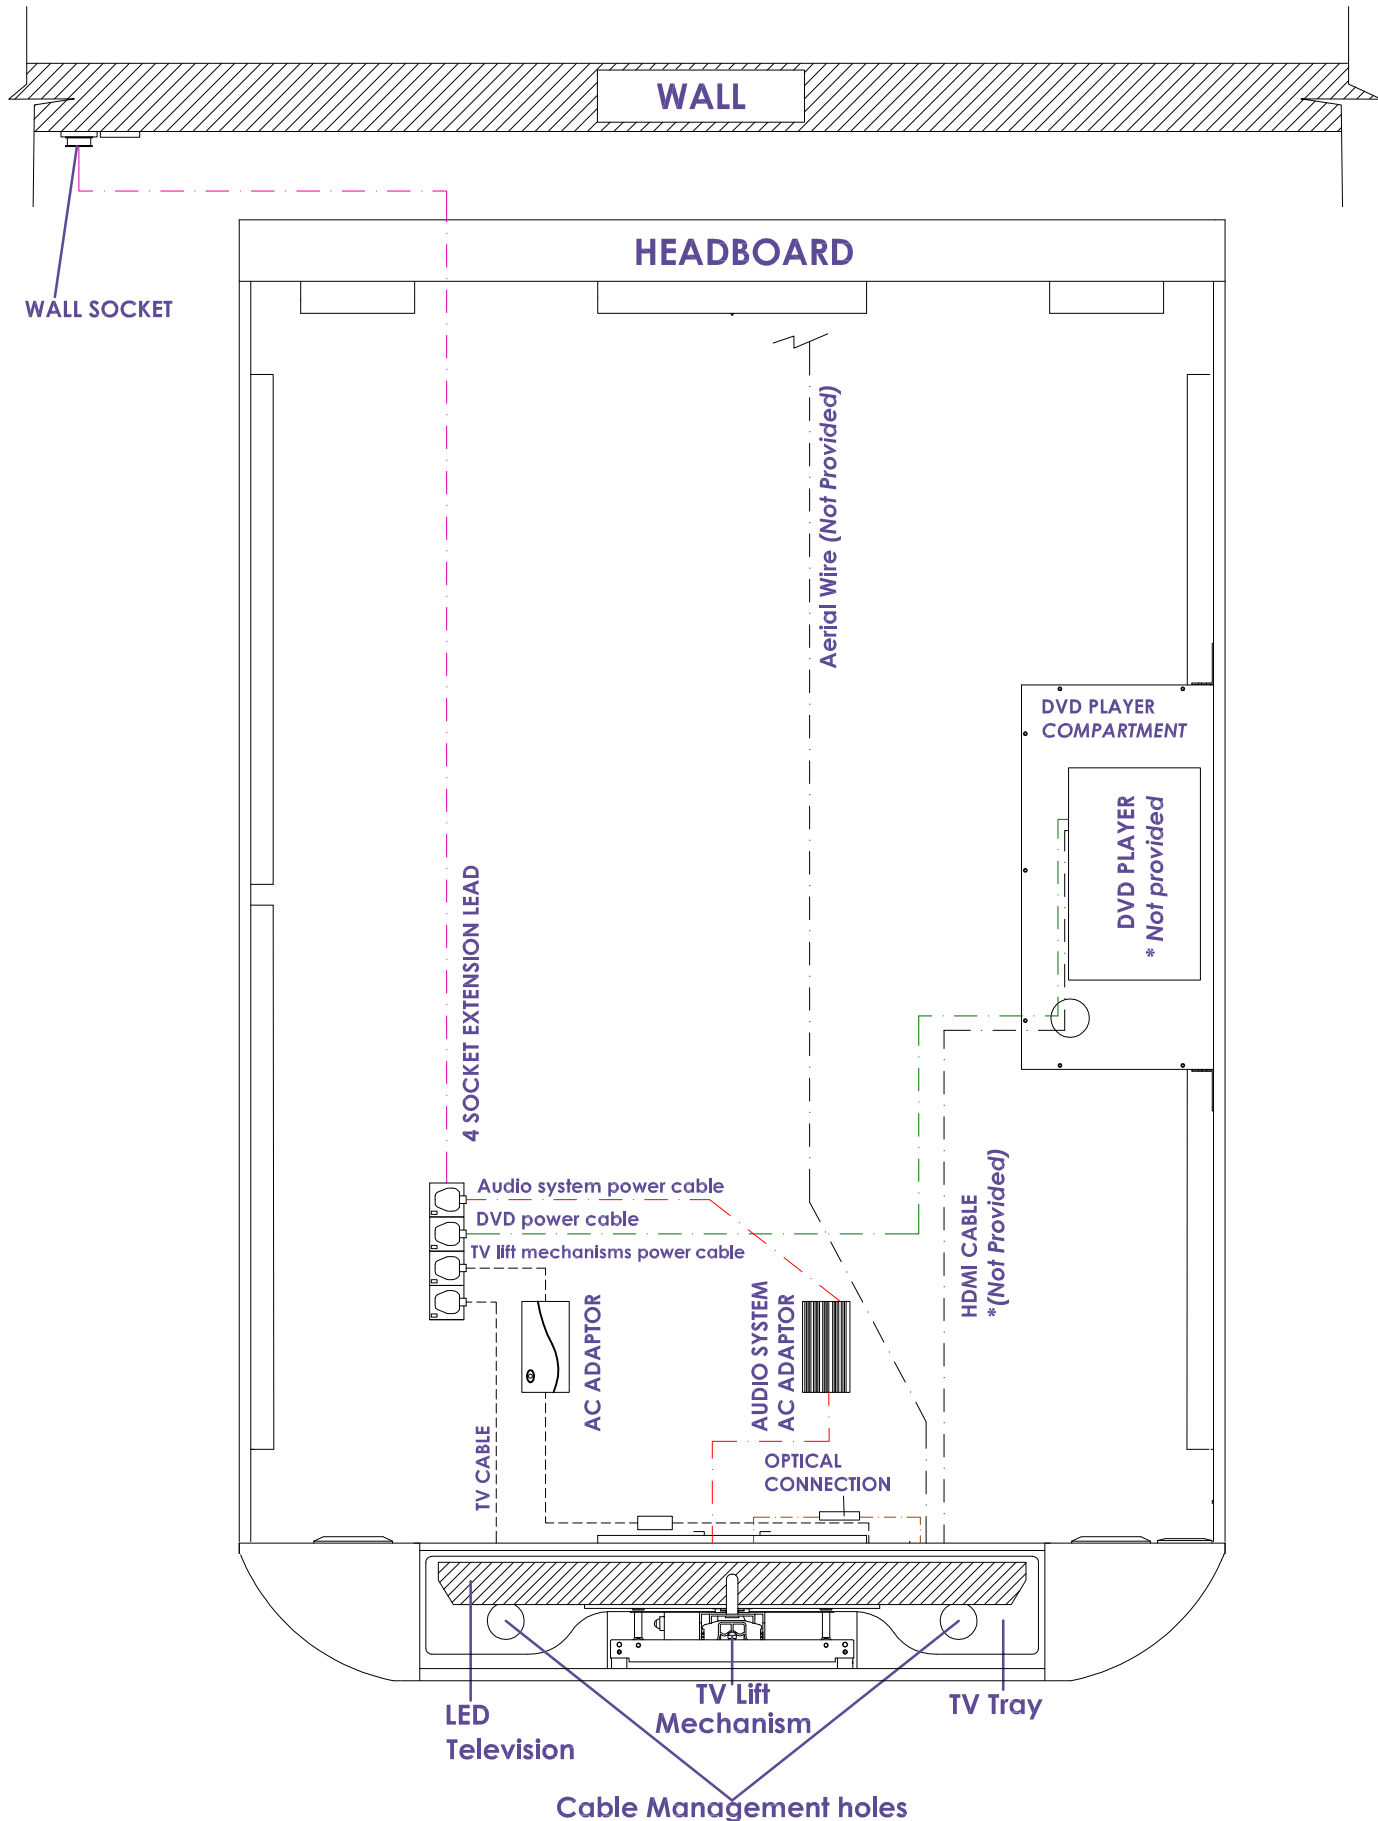 WALL
WALL SOCKET
HEADBOARD
Aerial Wire (Not Provided)
DVD PLAYER
COMPARTMENT
DVD PLAYER
* Not provided
4 SOCKET EXTENSION LEAD
Audio system power cable
DVD power cable
TV lift mechanisms power cable
HDMI CABLE
*(Not Provided)
AC ADAPTOR
AUDIO SYSTEM
AC ADAPTOR
TV CABLE
OPTICAL
CONNECTION
LED
Television
TV Lift
Mechanism
TV Tray
Cable Management holes